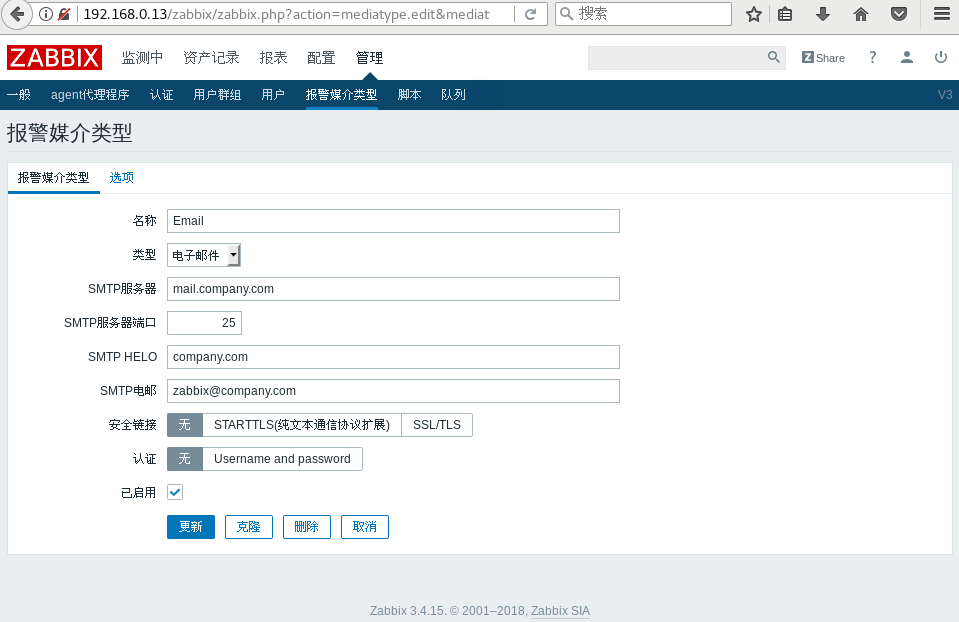 192.168.0.13/zabbix/zabbix.php?action=mediatype.edit&mediat
搜索
ZABBIX 监测中 资产记录 报表 配置 管理 Z Share ?
一般 agent代理程序 认证 用户群组 用户 报警媒介类型 脚本 队列 V3
报警媒介类型
报警媒介类型 选项
名称 Email
类型 电子邮件
SMTP服务器 mail.company.com
SMTP服务器端口 25
SMTP HELO company.com
SMTP电邮 zabbix@company.com
安全链接 无 STARTTLS(纯文本通信协议扩展) SSL/TLS
认证 无 Username and password
已启用
更新 克隆 删除 取消
Zabbix 3.4.15. © 2001–2018, Zabbix SIA